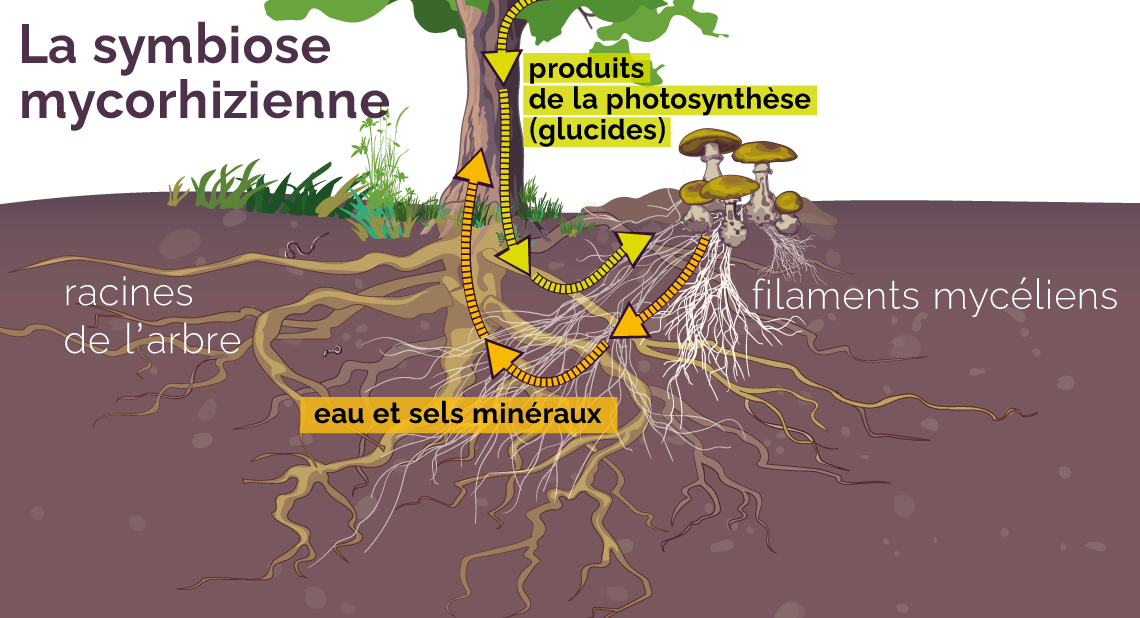 La symbiose
mycorhizienne
produits
de la photosynthèse
(glucides)
racines
de l’arbre
filaments mycéliens
eau et sels minéraux